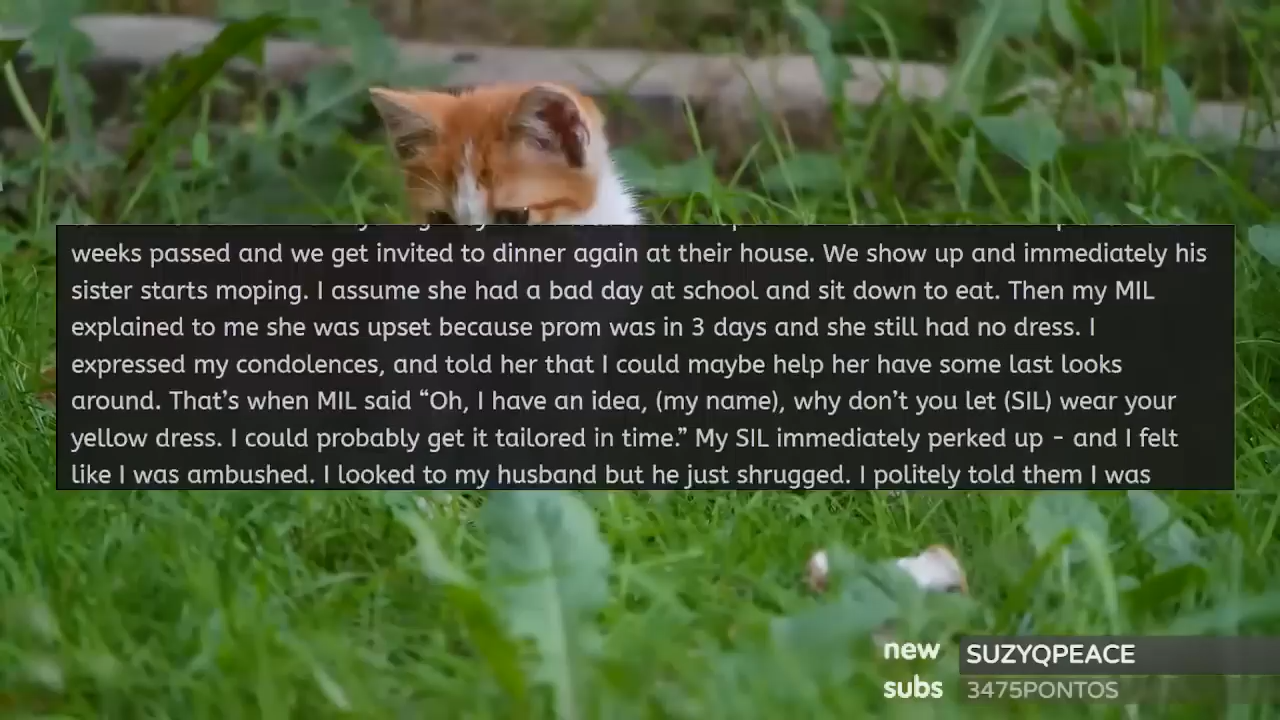 weeks passed and we get invited to dinner again at their house. We show up and immediately his
sister starts moping. I assume she had a bad day at school and sit down to eat. Then my MIL
explained to me she was upset because prom was in 3 days and she still had no dress. I
expressed my condolences, and told her that I could maybe help her have some last looks
around. That’s when MIL said “Oh, I have an idea, (my name), why don’t you let (SIL) wear your
yellow dress. I could probably get it tailored in time.” My SIL immediately perked up - and I felt
like I was ambushed. I looked to my husband but he just shrugged. I politely told them I was
new SUZYQPEACE
subs 3475PONTOS